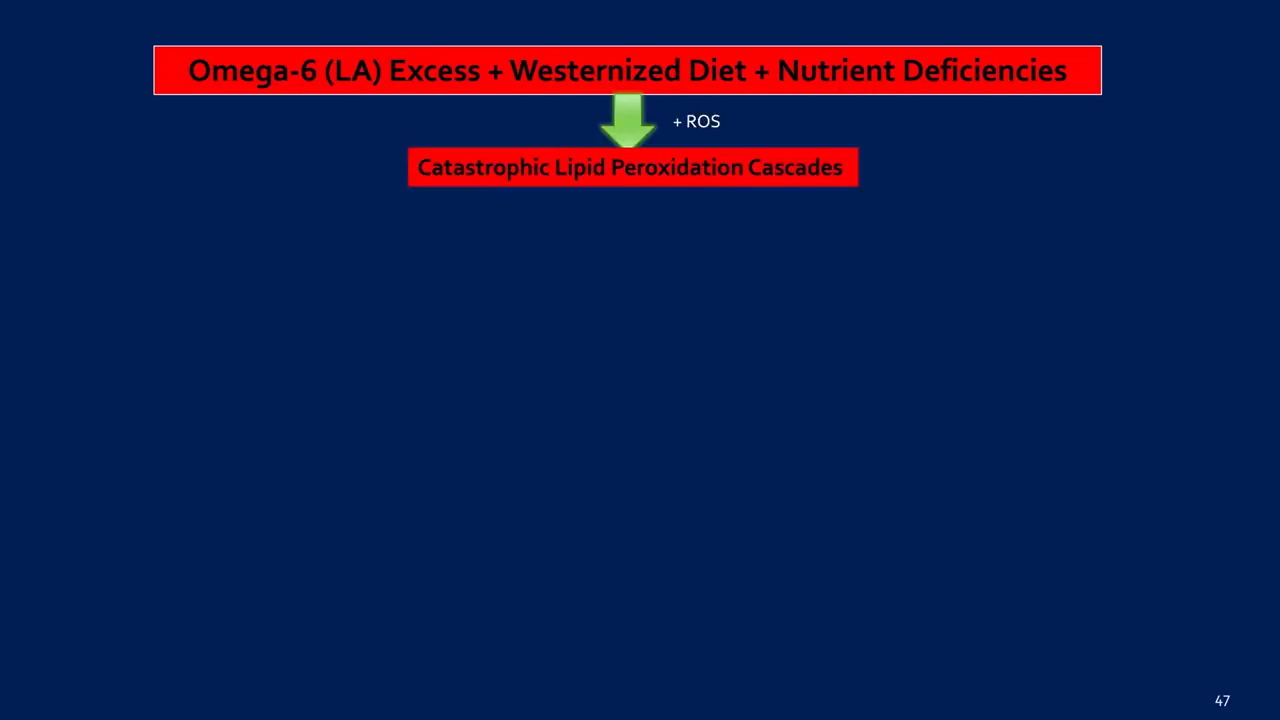 Omega-6 (LA) Excess + Westernized Diet + Nutrient Deficiencies
+ ROS
Catastrophic Lipid Peroxidation Cascades
47